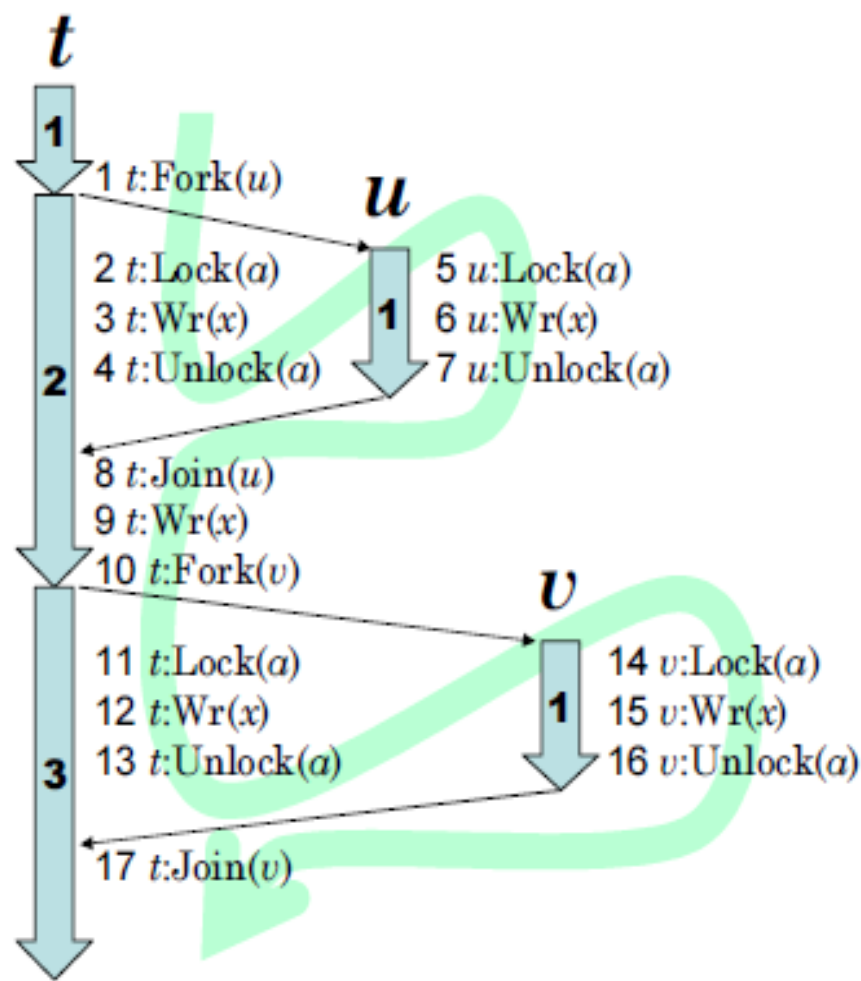 t
1
1 t:Fork(u)
u
2 t:Lock(a)
3 t:Wr(x)
4 t:Unlock(a)
2
1
5 u:Lock(a)
6 u:Wr(x)
7 u:Unlock(a)
8 t:Join(u)
9 t:Wr(x)
10 t:Fork(v)
v
11 t:Lock(a)
12 t:Wr(x)
13 t:Unlock(a)
3
1
14 v:Lock(a)
15 v:Wr(x)
16 v:Unlock(a)
17 t:Join(v)